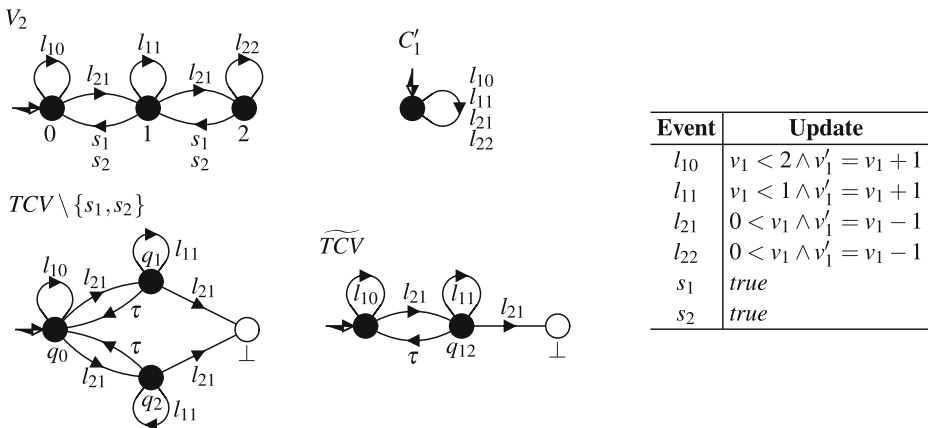 V₂
l₁₀
l₁₁
l₂₂
l₂₁
l₂₁
0
1
2
s₁
s₂
s₁
s₂
C′₁
l₁₀
l₁₁
l₂₁
l₂₂
TCV \ {s₁, s₂}
l₁₀
l₂₁
q₁
l₁₁
l₂₁
τ
q₀
τ
⊥
l₂₁
q₂
l₂₁
l₁₁
T͠CV
l₁₀
l₂₁
l₁₁
l₂₁
τ
q₁₂
⊥
Event Update
l₁₀ v₁ < 2 ∧ v′₁ = v₁ + 1
l₁₁ v₁ < 1 ∧ v′₁ = v₁ + 1
l₂₁ 0 < v₁ ∧ v′₁ = v₁ − 1
l₂₂ 0 < v₁ ∧ v′₁ = v₁ − 1
s₁ true
s₂ true